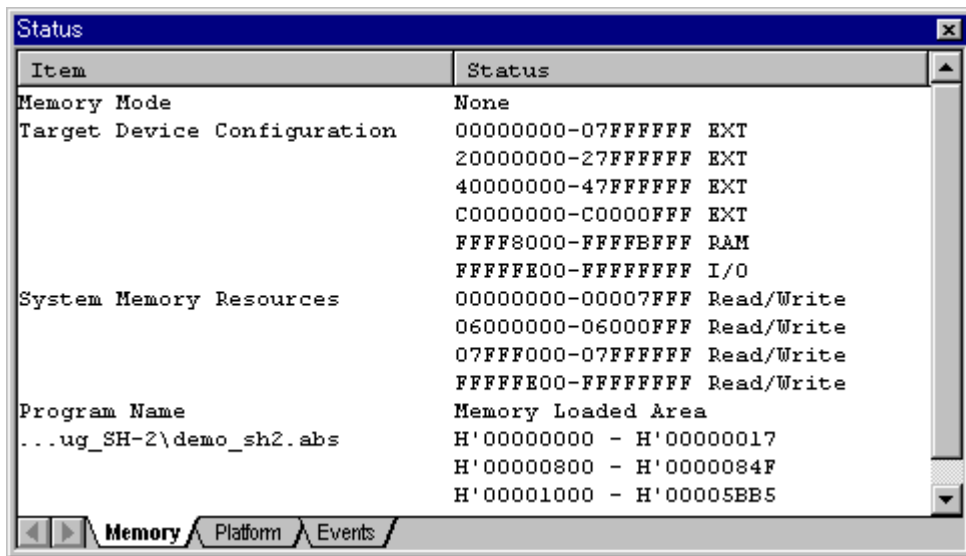 Status
Item Status
Memory Mode None
Target Device Configuration 00000000-07FFFFFF EXT
20000000-27FFFFFF EXT
40000000-47FFFFFF EXT
C0000000-C0000FFF EXT
FFFF8000-FFFFBFFF RAM
FFFFFE00-FFFFFFFF I/O
System Memory Resources 00000000-00007FFF Read/Write
06000000-06000FFF Read/Write
07FFF000-07FFFFFF Read/Write
FFFFFE00-FFFFFFFF Read/Write
Program Name Memory Loaded Area
...ug_SH-2\demo_sh2.abs H'00000000 - H'00000017
H'00000800 - H'0000084F
H'00001000 - H'00005BB5
Memory Platform Events